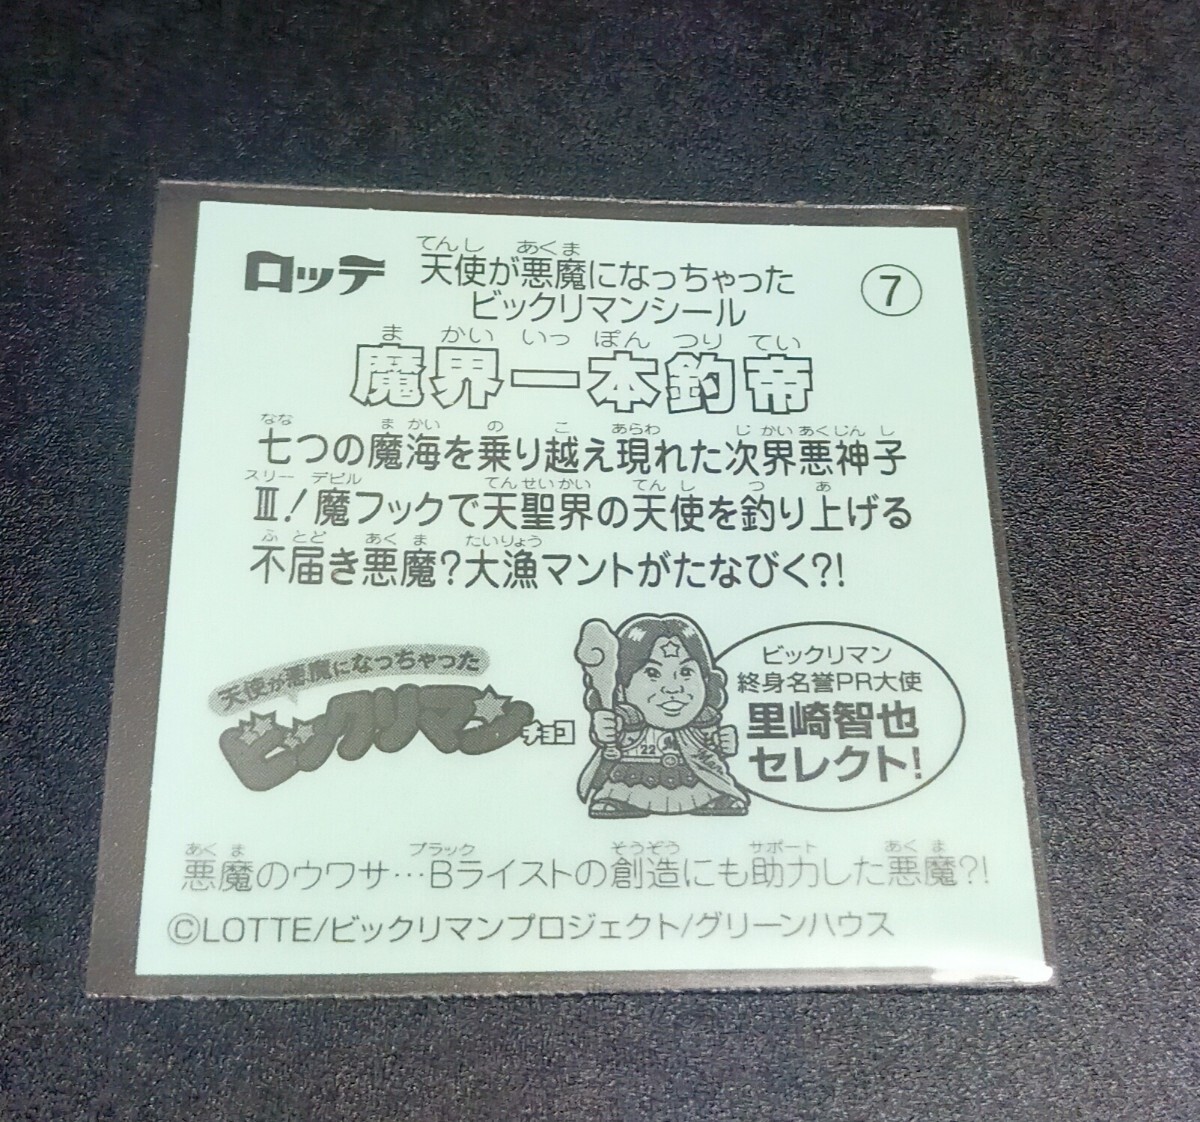 ロッテ
てんし あくま
天使が悪魔になっちゃった
ビックリマンシール
7
ま かい いっ ぽん つり てい
魔界一本釣帝
なな ま かい の こ あらわ じ かい あくじん し
七つの魔海を乗り越え現れた次界悪神子
スリー デビル てんせいかい てん し つ あ
Ⅲ!魔フックで天聖界の天使を釣り上げる
ふ とど あく ま たいりょう
不届き悪魔?大漁マントがたなびく?!
天使が悪魔になっちゃった
ビックリマン
チョコ
22
ビックリマン
終身名誉PR大使
里崎智也
セレクト!
あく ま ブラック そうぞう サポート あく ま
悪魔のウワサ…Bライストの創造にも助力した悪魔?!
©LOTTE/ビックリマンプロジェクト/グリーンハウス